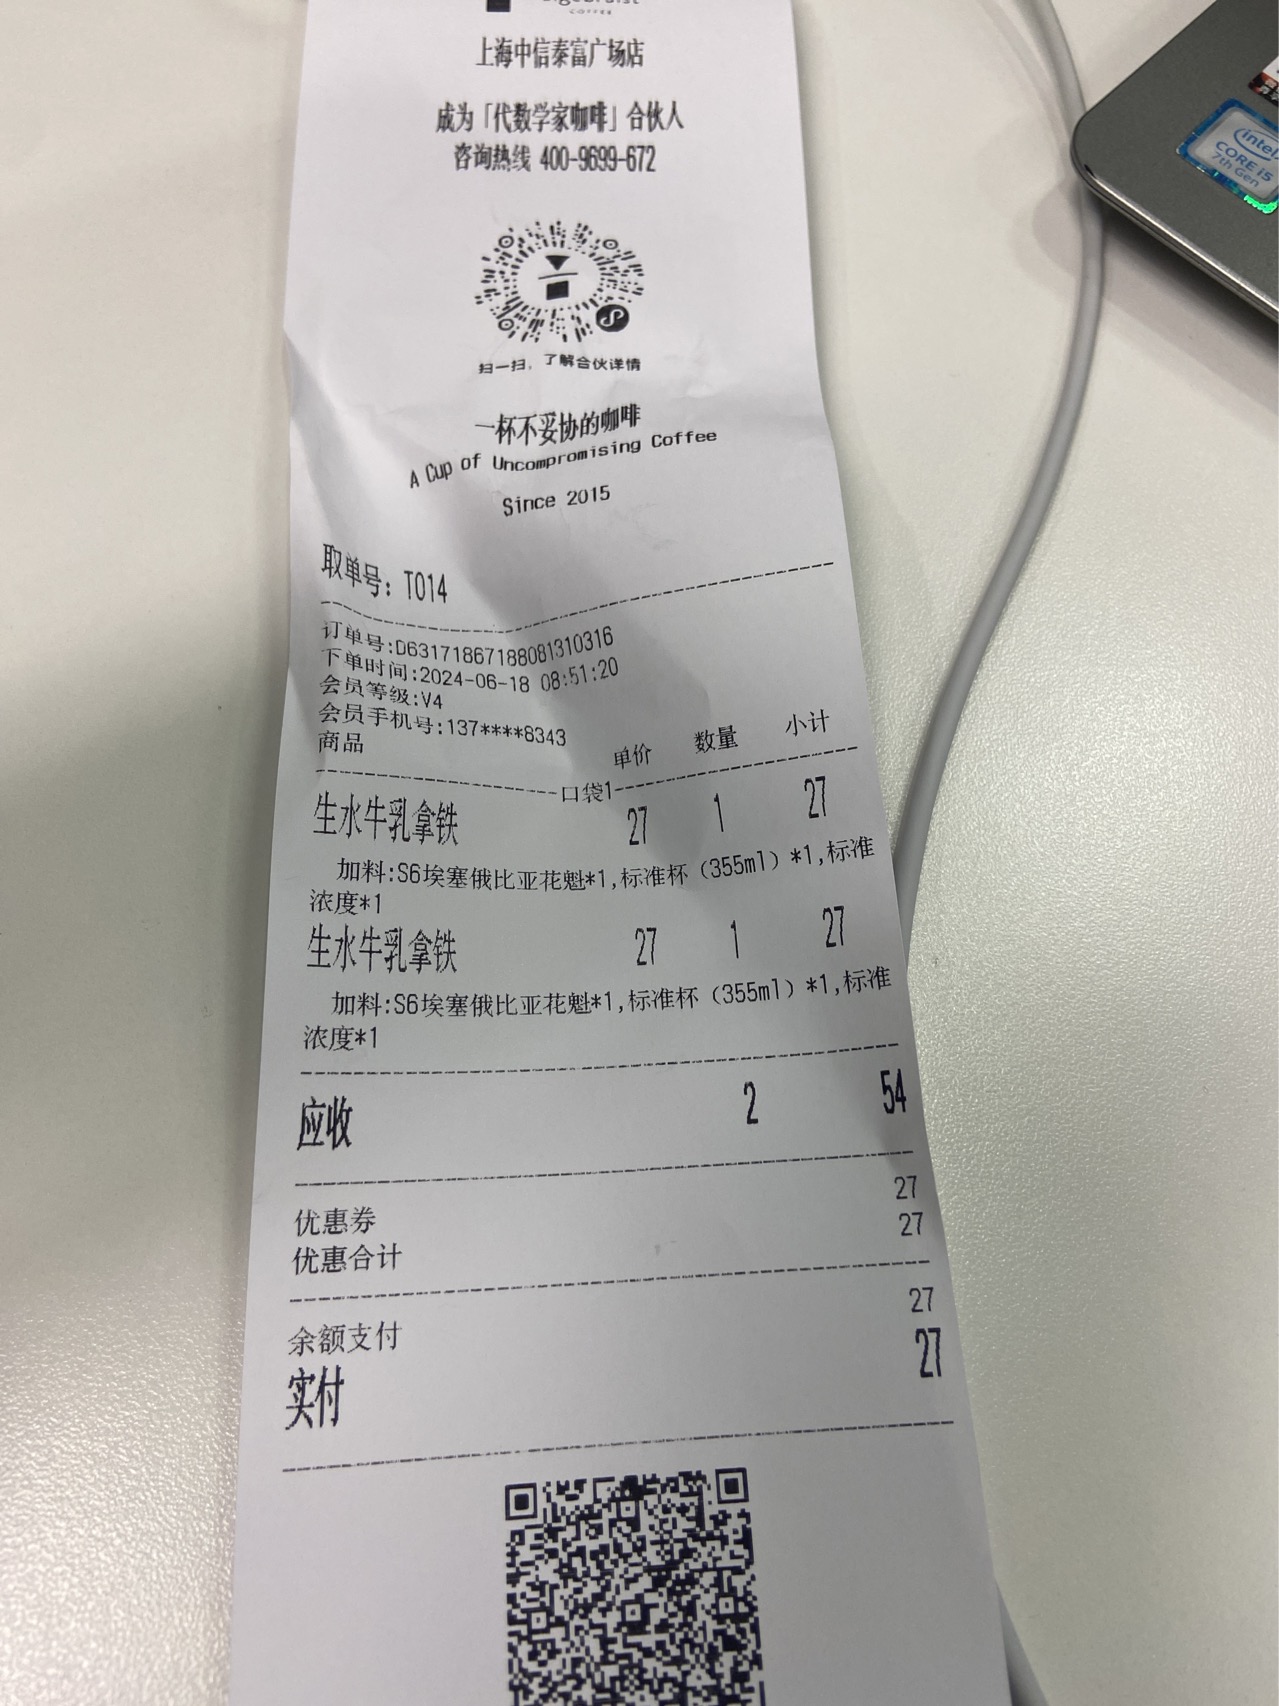 COFFEE
上海中信泰富广场店
成为「代数学家咖啡」合伙人
咨询热线 400-9699-672
扫一扫，了解合伙详情
一杯不妥协的咖啡
A Cup of Uncompromising Coffee
Since 2015
取单号：T014
订单号:D631718671880813​10316
下单时间:2024-06-18 08:51:20
会员等级:V4
会员手机号:137****8343
商品 单价 数量 小计
口袋1
生水牛乳拿铁 27 1 27
加料:S6埃塞俄比亚花魁*1,标准杯（355ml）*1,标准
浓度*1
生水牛乳拿铁 27 1 27
加料:S6埃塞俄比亚花魁*1,标准杯（355ml）*1,标准
浓度*1
应收 2 54
优惠券 27
优惠合计 27
余额支付 27
实付 27
intel
CORE i5
7th Gen